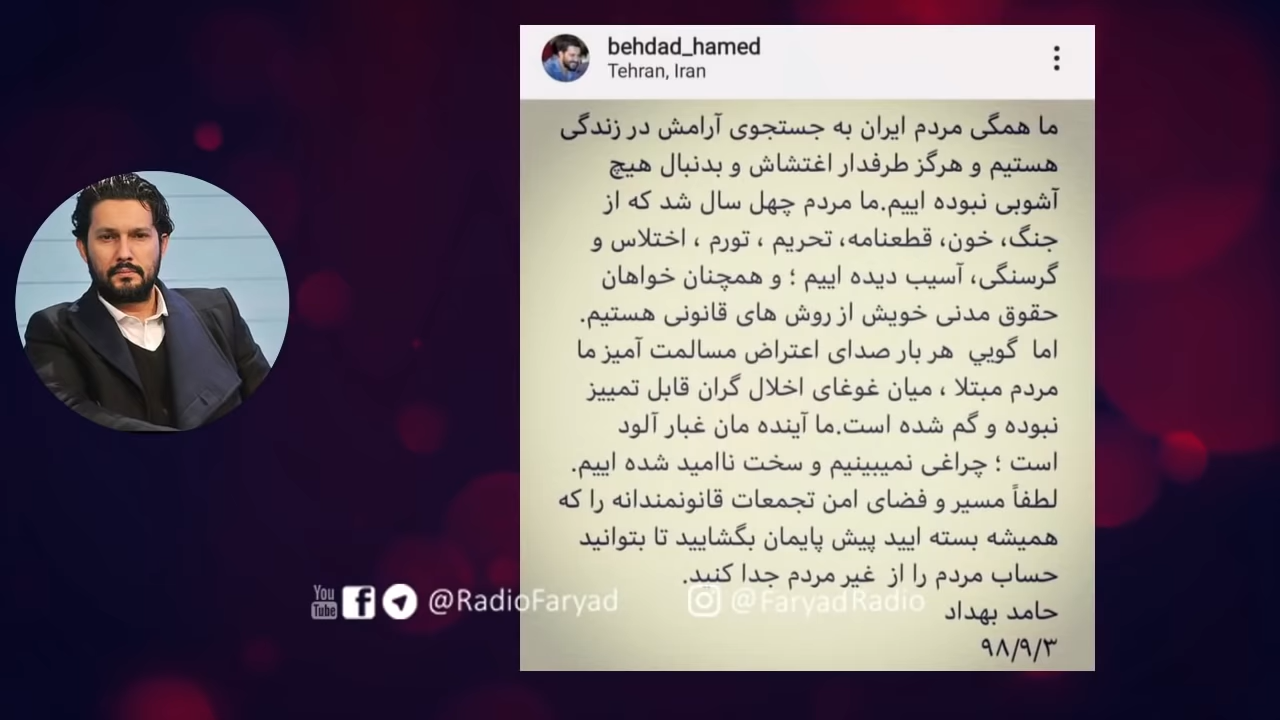 behdad_hamed
Tehran, Iran
ما همگی مردم ایران به جستجوی آرامش در زندگی
هستیم و هرگز طرفدار اغتشاش و بدنبال هیچ
آشوبی نبوده اییم.ما مردم چهل سال شد که از
جنگ، خون، قطعنامه، تحریم ، تورم ، اختلاس و
گرسنگی، آسیب دیده اییم ؛ و همچنان خواهان
حقوق مدنی خویش از روش های قانونی هستیم.
اما گویي هر بار صدای اعتراض مسالمت آمیز ما
مردم مبتلا ، میان غوغای اخلال گران قابل تمییز
نبوده و گم شده است.ما آینده مان غبار آلود
است ؛ چراغی نمیبینیم و سخت ناامید شده اییم.
لطفاً مسیر و فضای امن تجمعات قانونمندانه را که
همیشه بسته ایید پیش پایمان بگشایید تا بتوانید
حساب مردم را از غیر مردم جدا کنید.
You Tube @RadioFaryad @FaryadRadio
حامد بهداد
۹۸/۹/۳